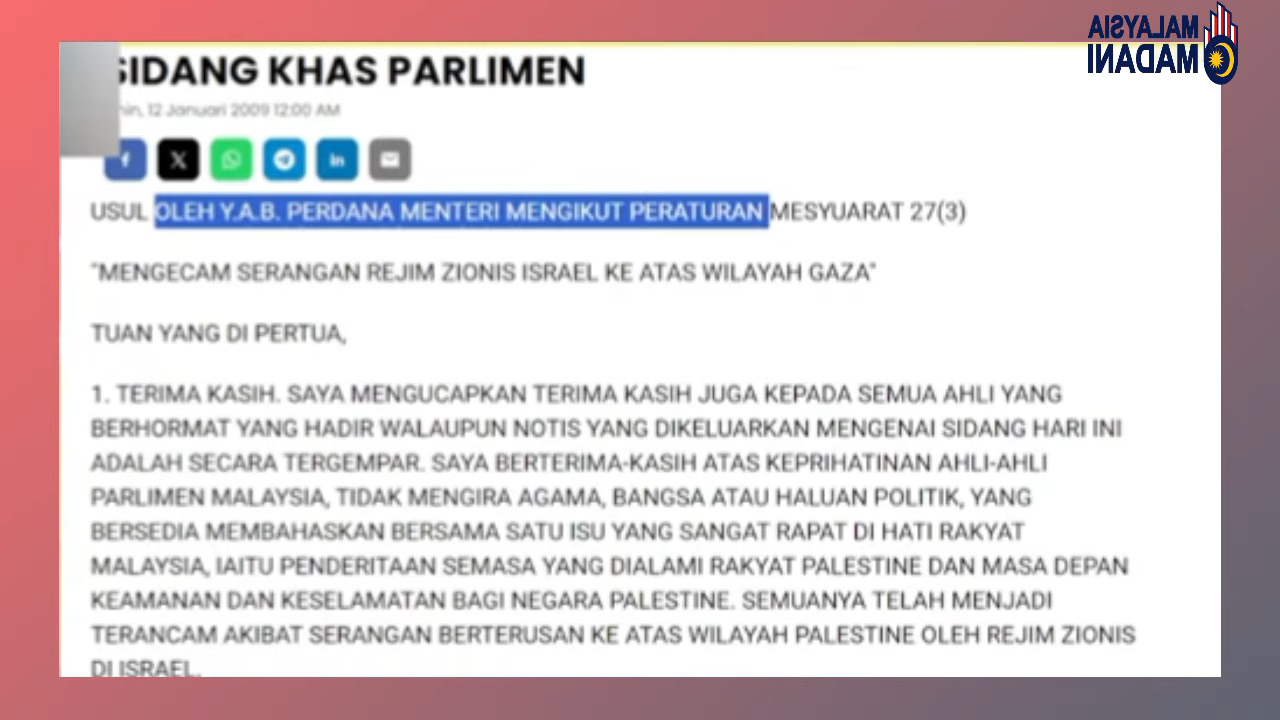 MALAYSIA
MADANI
SIDANG KHAS PARLIMEN
nin, 12 Januari 2009 12:00 AM
USUL OLEH Y.A.B. PERDANA MENTERI MENGIKUT PERATURAN MESYUARAT 27(3)
"MENGECAM SERANGAN REJIM ZIONIS ISRAEL KE ATAS WILAYAH GAZA"
TUAN YANG DI PERTUA,
1. TERIMA KASIH. SAYA MENGUCAPKAN TERIMA KASIH JUGA KEPADA SEMUA AHLI YANG
BERHORMAT YANG HADIR WALAUPUN NOTIS YANG DIKELUARKAN MENGENAI SIDANG HARI INI
ADALAH SECARA TERGEMPAR. SAYA BERTERIMA-KASIH ATAS KEPRIHATINAN AHLI-AHLI
PARLIMEN MALAYSIA, TIDAK MENGIRA AGAMA, BANGSA ATAU HALUAN POLITIK, YANG
BERSEDIA MEMBAHASKAN BERSAMA SATU ISU YANG SANGAT RAPAT DI HATI RAKYAT
MALAYSIA, IAITU PENDERITAAN SEMASA YANG DIALAMI RAKYAT PALESTINE DAN MASA DEPAN
KEAMANAN DAN KESELAMATAN BAGI NEGARA PALESTINE. SEMUANYA TELAH MENJADI
TERANCAM AKIBAT SERANGAN BERTERUSAN KE ATAS WILAYAH PALESTINE OLEH REJIM ZIONIS
DI ISRAEL.